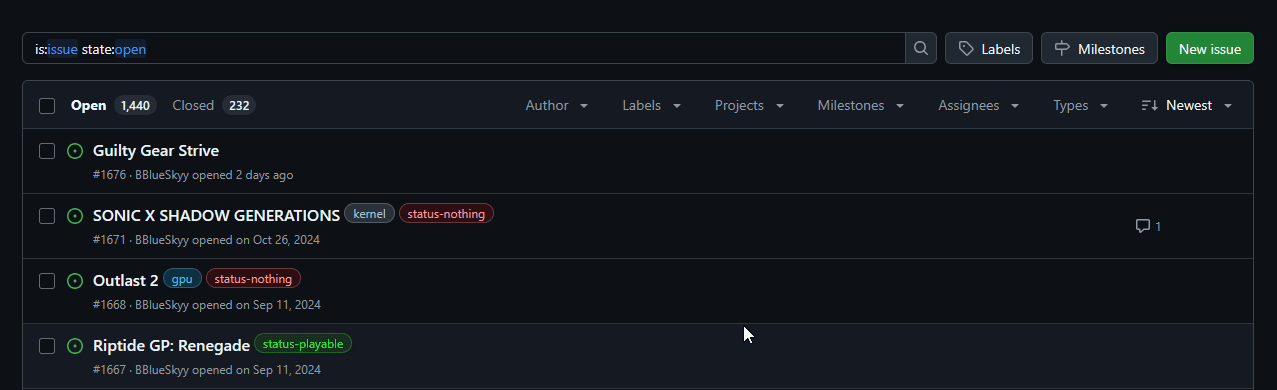 is:issue state:open
Labels
Milestones
New issue
Open 1,440 Closed 232 Author Labels Projects Milestones Assignees Types Newest
Guilty Gear Strive
#1676 · BBlueSkyy opened 2 days ago
SONIC X SHADOW GENERATIONS kernel status-nothing
1
#1671 · BBlueSkyy opened on Oct 26, 2024
Outlast 2 gpu status-nothing
#1668 · BBlueSkyy opened on Sep 11, 2024
Riptide GP: Renegade status-playable
#1667 · BBlueSkyy opened on Sep 11, 2024